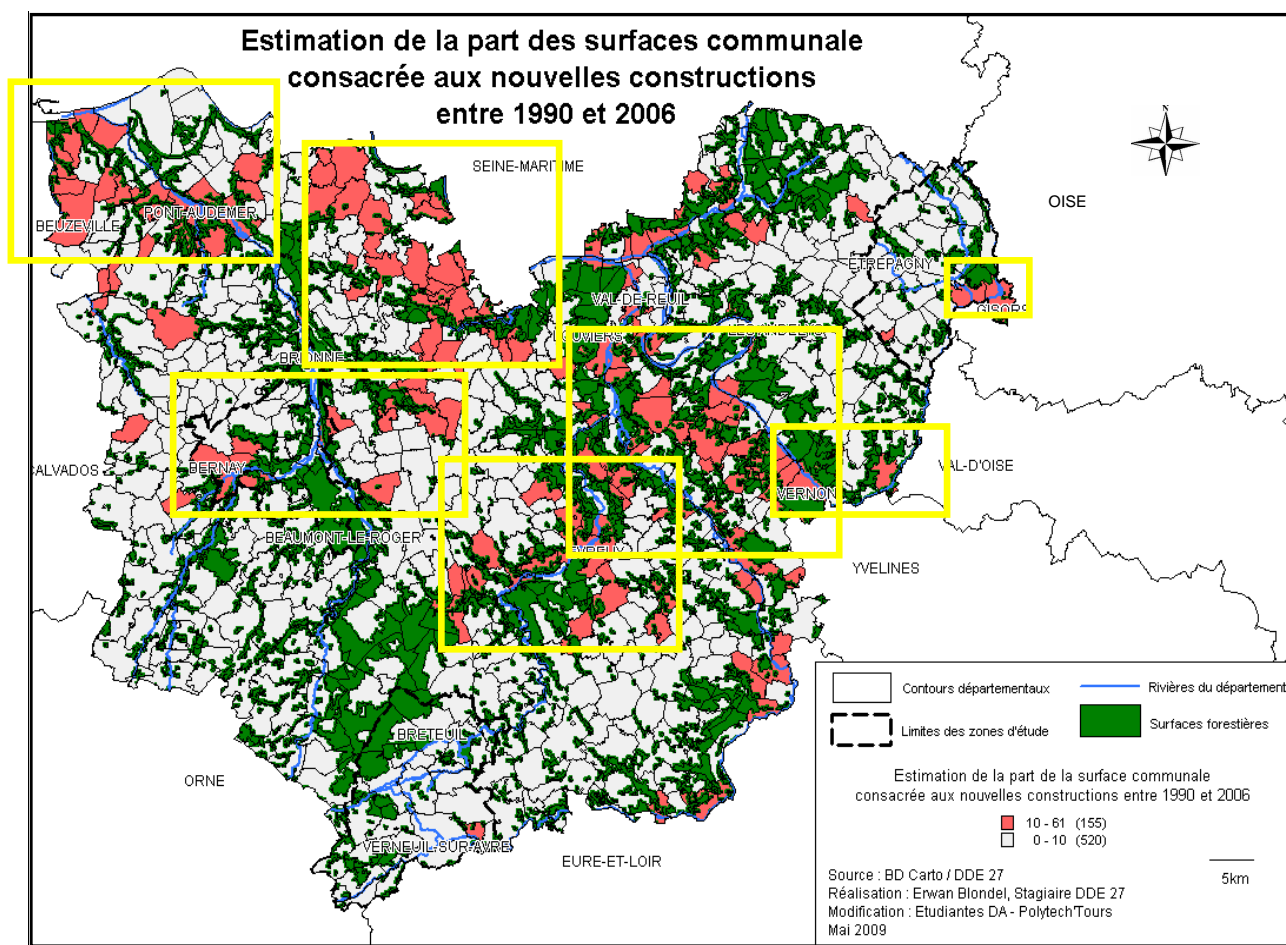 Estimation de la part des surfaces communale
consacrée aux nouvelles constructions
entre 1990 et 2006
N
SEINE-MARITIME
OISE
PONT-AUDEMER
BEUZEVILLE
ETREPAGNY
VAL-DE-REUIL
GISORS
LOUVIERS
LES ANDELYS
BRIONNE
CALVADOS
BERNAY
VAL-D'OISE
VERNON
BEAUMONT-LE-ROGER
EVREUX
YVELINES
BRETEUIL
ORNE
VERNEUIL-SUR-AVRE
EURE-ET-LOIR
Contours départementaux
Rivières du département
Limites des zones d'étude
Surfaces forestières
Estimation de la part de la surface communale
consacrée aux nouvelles constructions entre 1990 et 2006
10 - 61 (155)
0 - 10 (520)
5km
Source : BD Carto / DDE 27
Réalisation : Erwan Blondel, Stagiaire DDE 27
Modification : Etudiantes DA - Polytech'Tours
Mai 2009